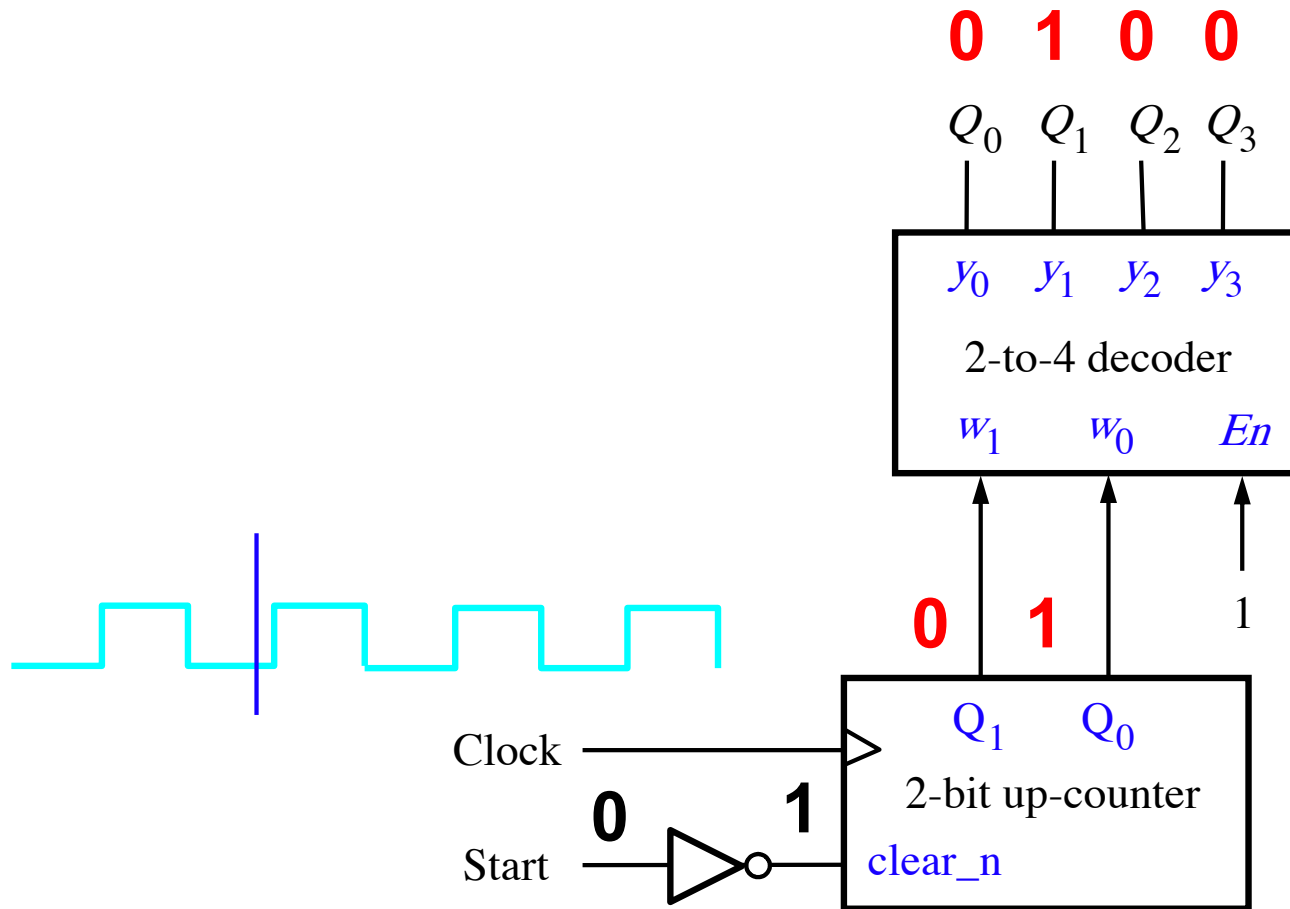 0 1 0 0
Q0 Q1 Q2 Q3
y0 y1 y2 y3
2-to-4 decoder
w1 w0 En
0 1 1
Q1 Q0
Clock
2-bit up-counter
0 1
Start clear_n